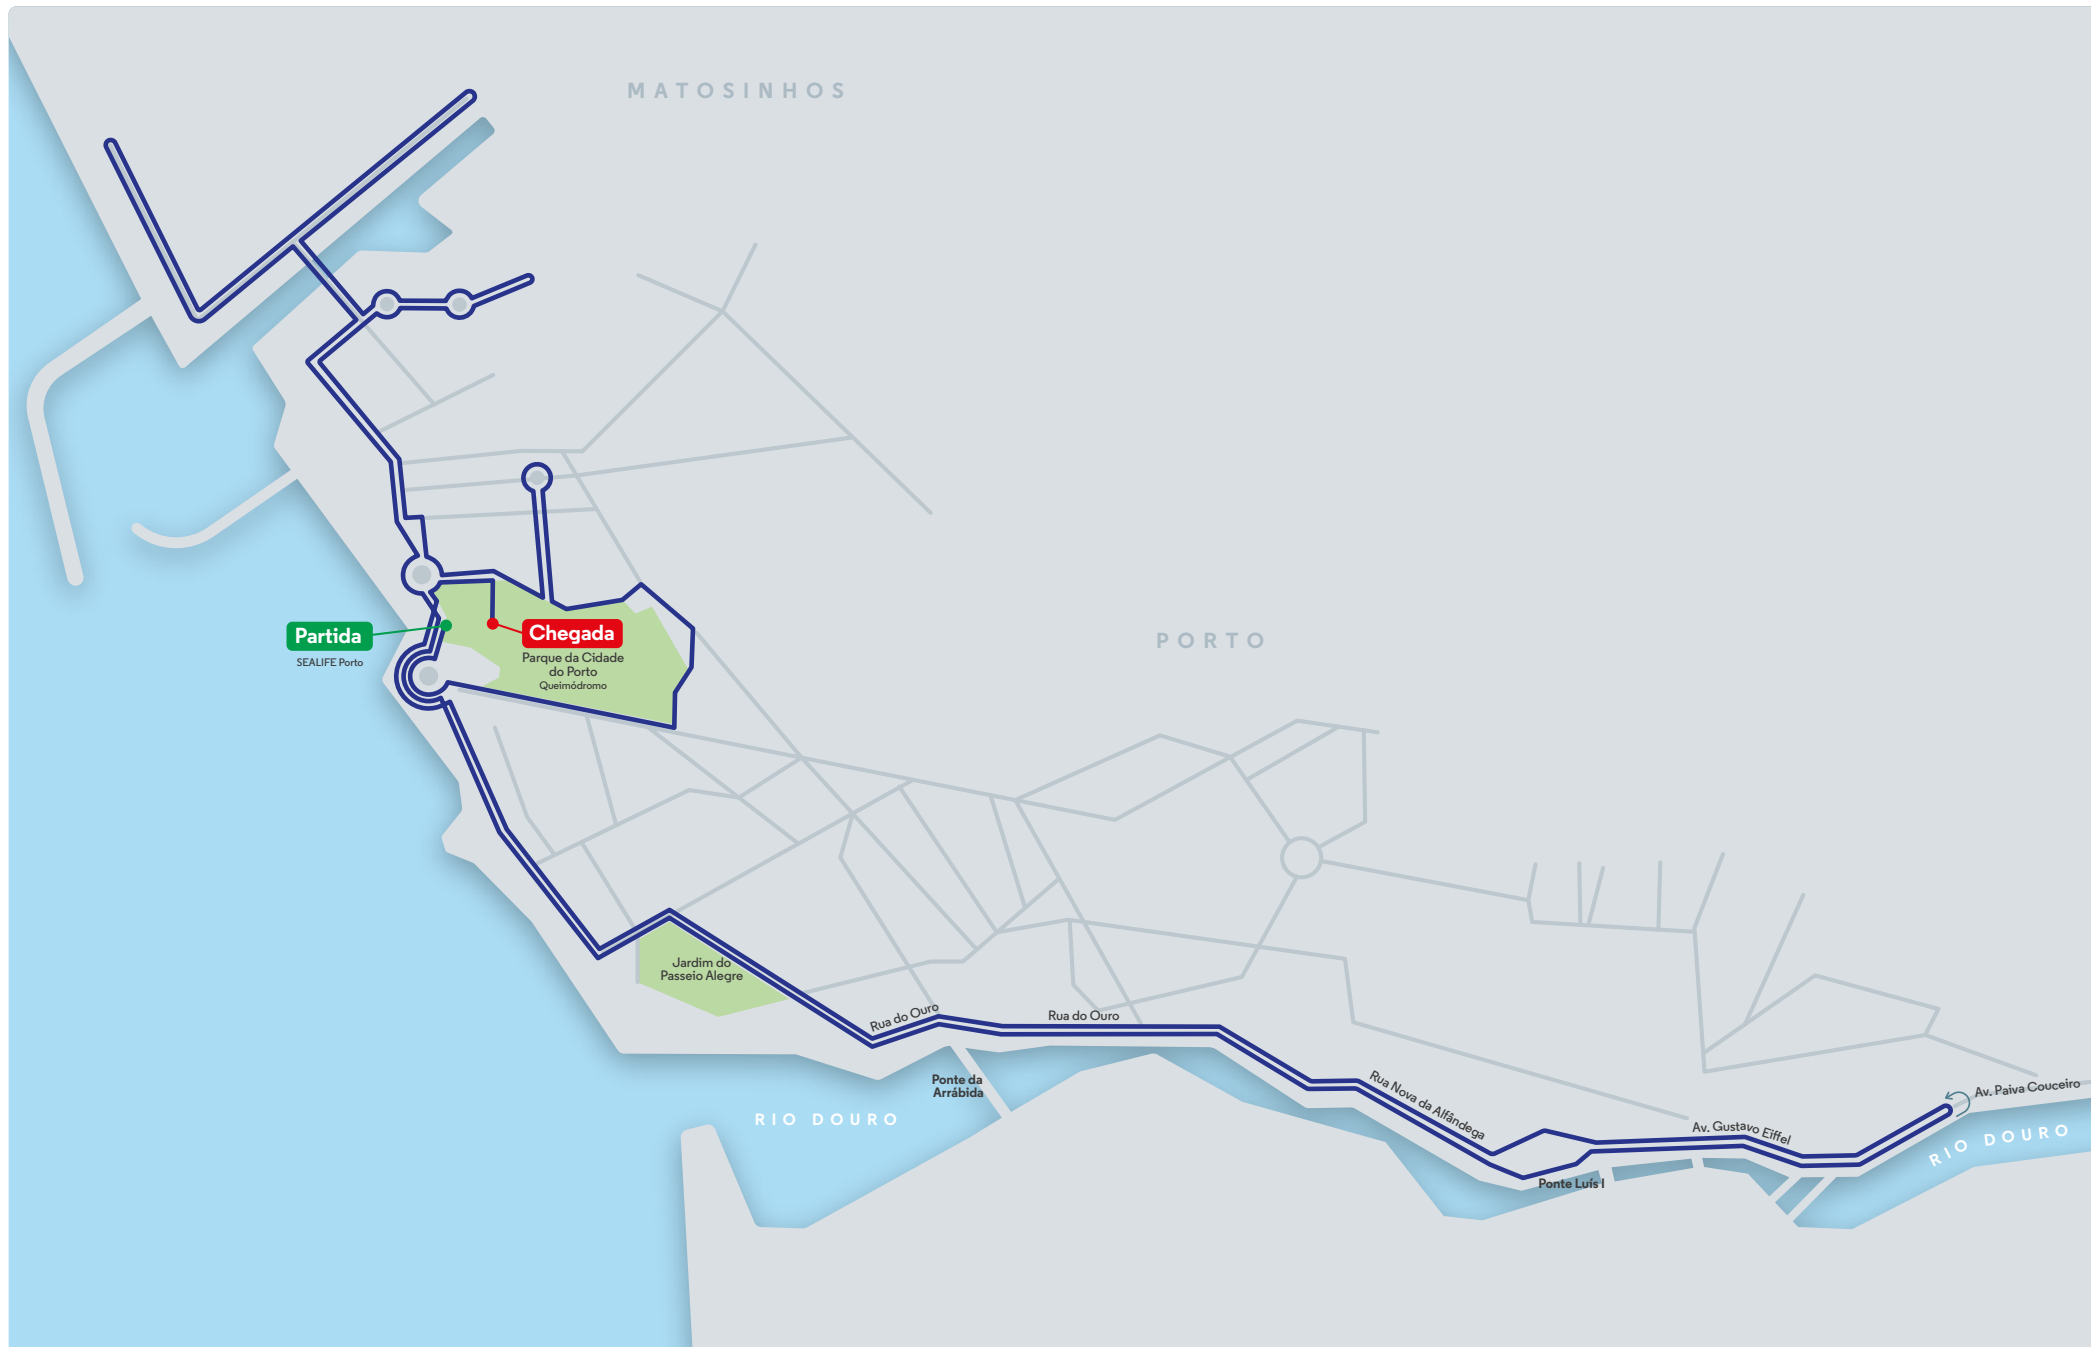 MATOSINHOS
Partida
SEALIFE Porto
Chegada
Parque da Cidade
do Porto
Queimódromo
PORTO
Jardim do
Passeio Alegre
Rua do Ouro
Rua do Ouro
Ponte da
Arrábida
RIO DOURO
Rua Nova da Alfândega
Ponte Luís I
Av. Gustavo Eiffel
Av. Paiva Couceiro
RIO DOURO